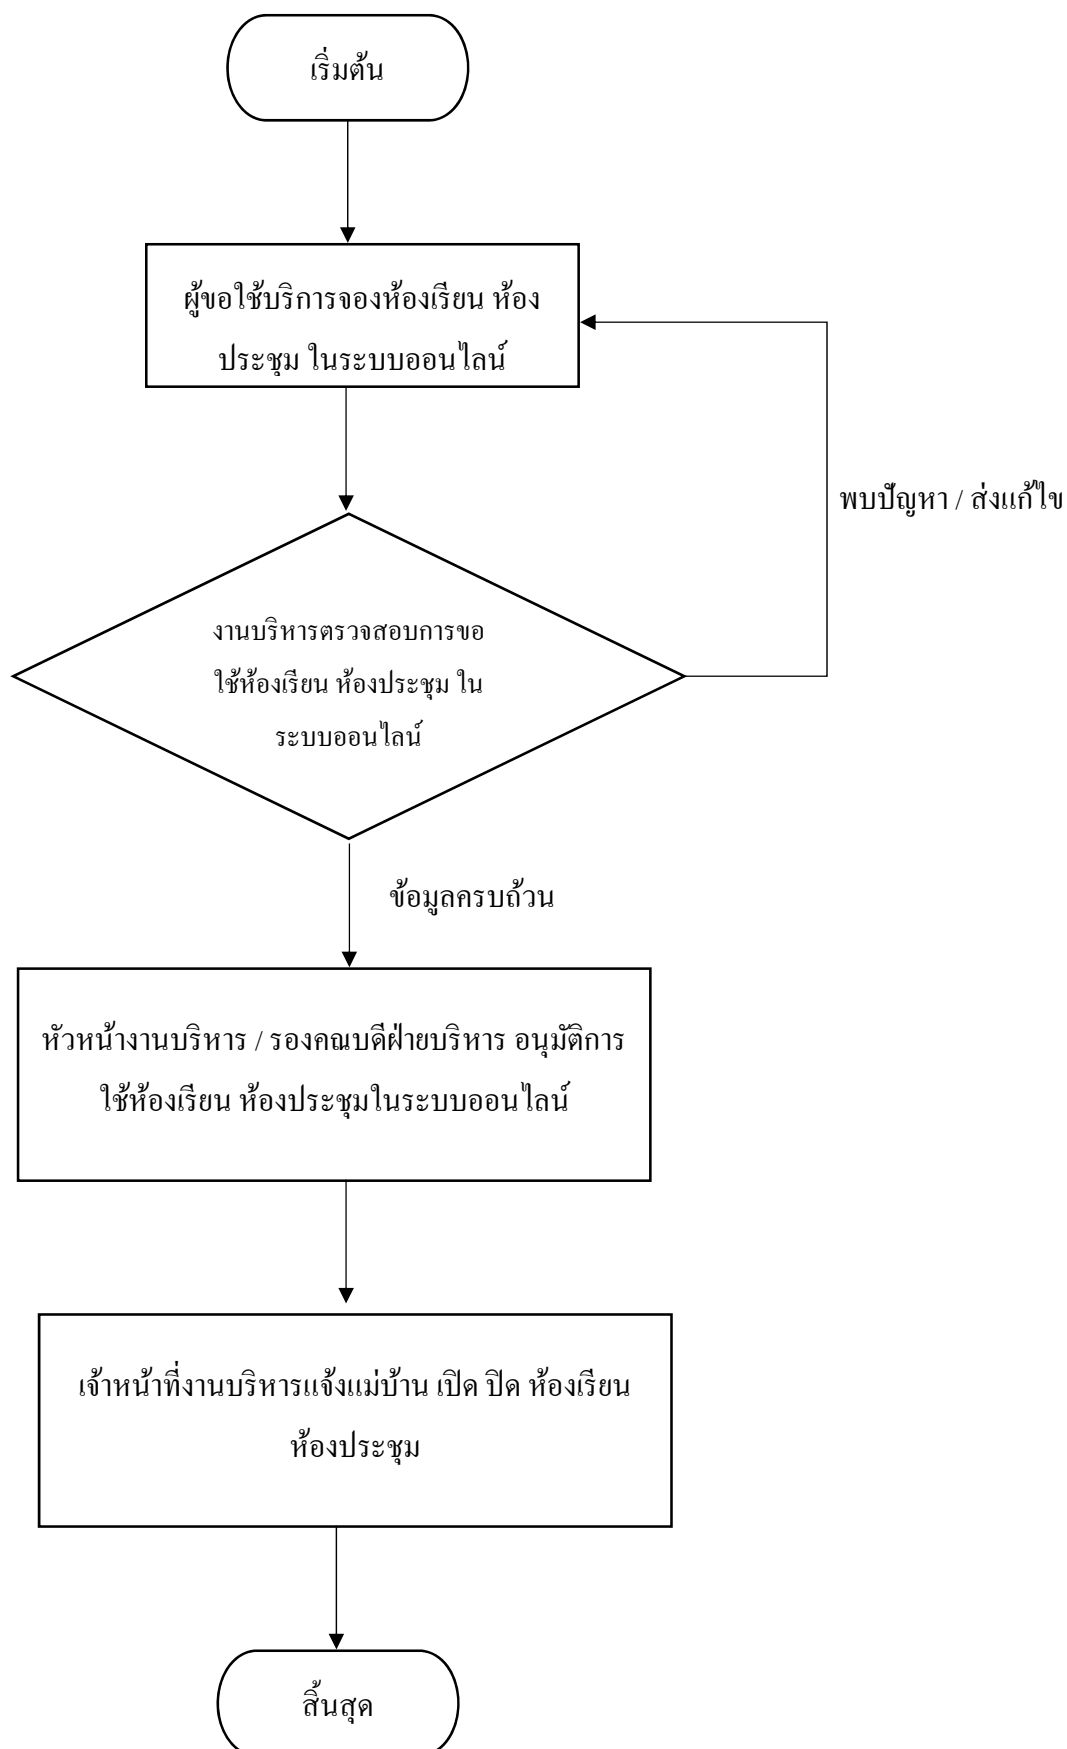 เริ่มต้น
ผู้ขอใช้บริการจองห้องเรียน ห้อง
ประชุม ในระบบออนไลน์
พบปัญหา / ส่งแก้ไข
งานบริหารตรวจสอบการขอ
ใช้ห้องเรียน ห้องประชุม ใน
ระบบออนไลน์
ข้อมูลครบถ้วน
หัวหน้างานบริหาร / รองคณบดีฝ่ายบริหาร อนุมัติการ
ใช้ห้องเรียน ห้องประชุมในระบบออนไลน์
เจ้าหน้าที่งานบริหารแจ้งแม่บ้าน เปิด ปิด ห้องเรียน
ห้องประชุม
สิ้นสุด